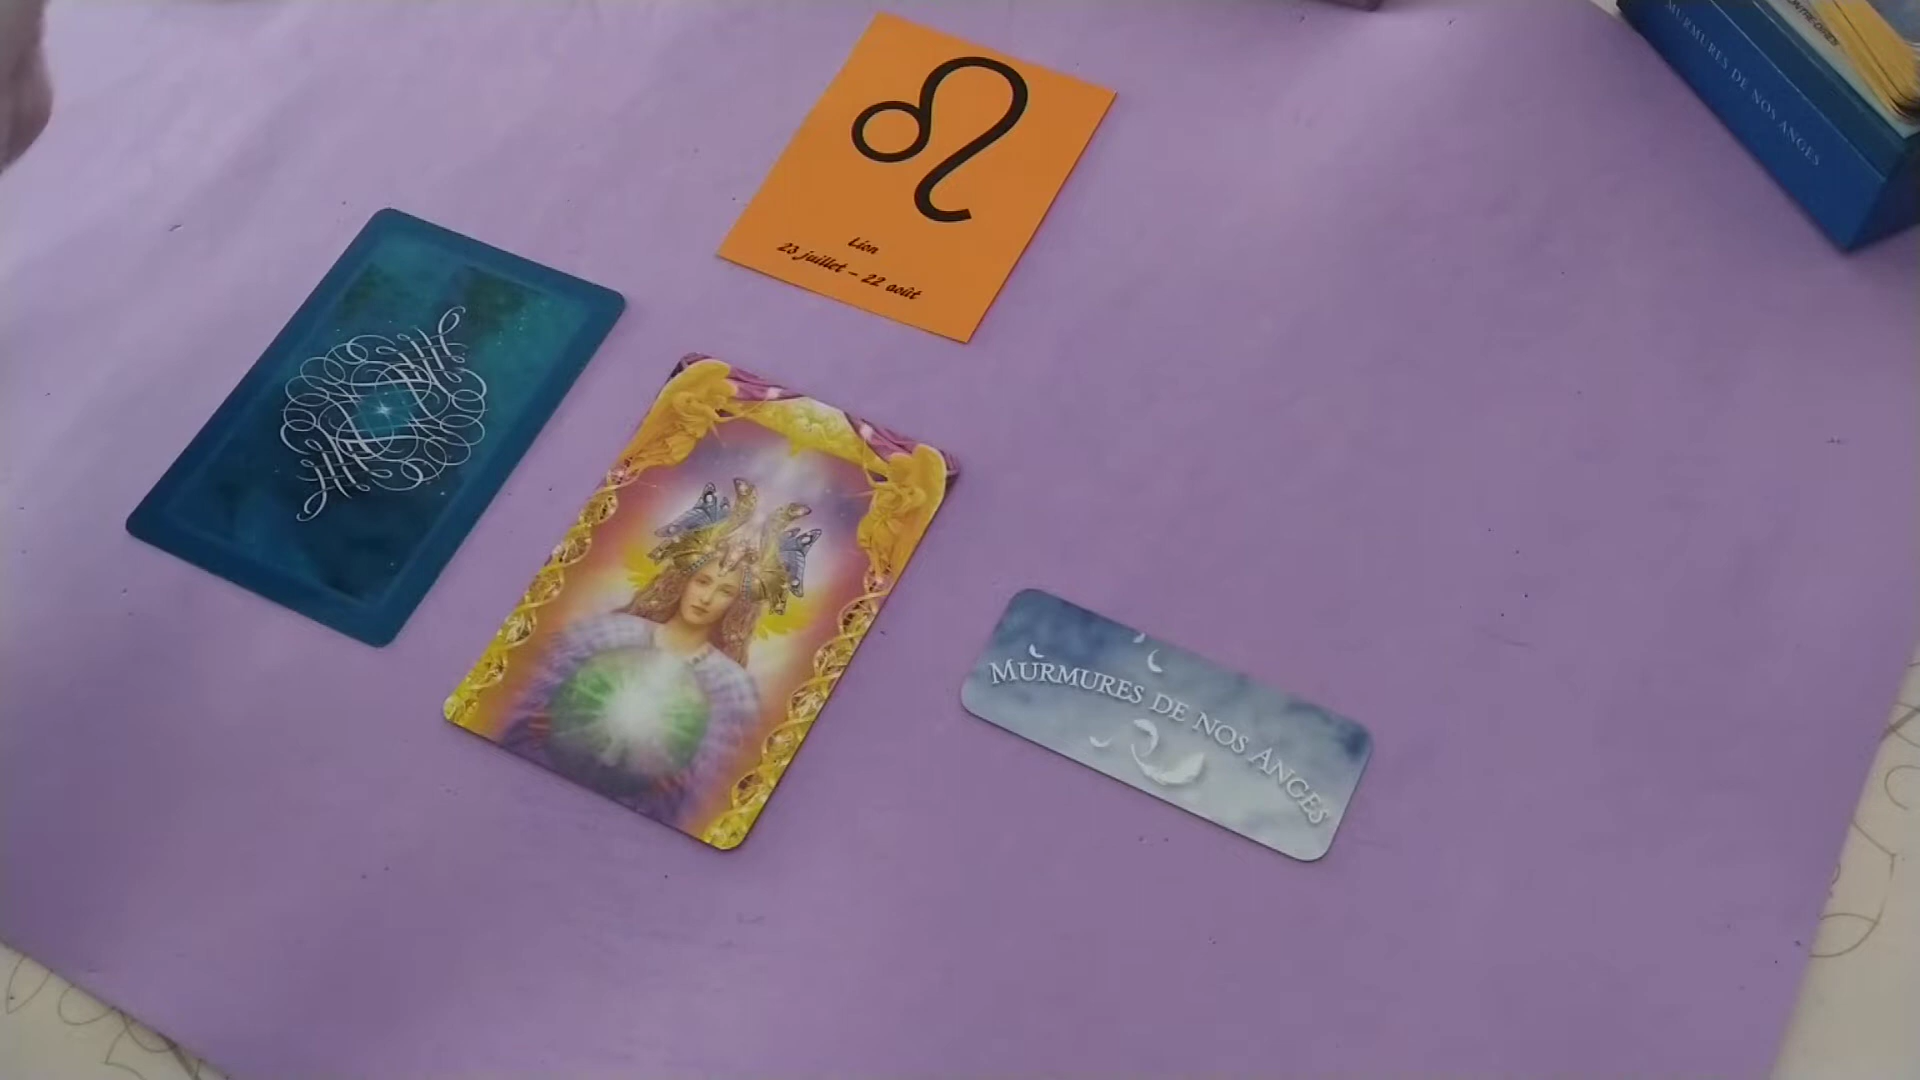 Lion
23 juillet – 22 août
MURMURES DE NOS ANGES
MURMURES DE NOS ANGES